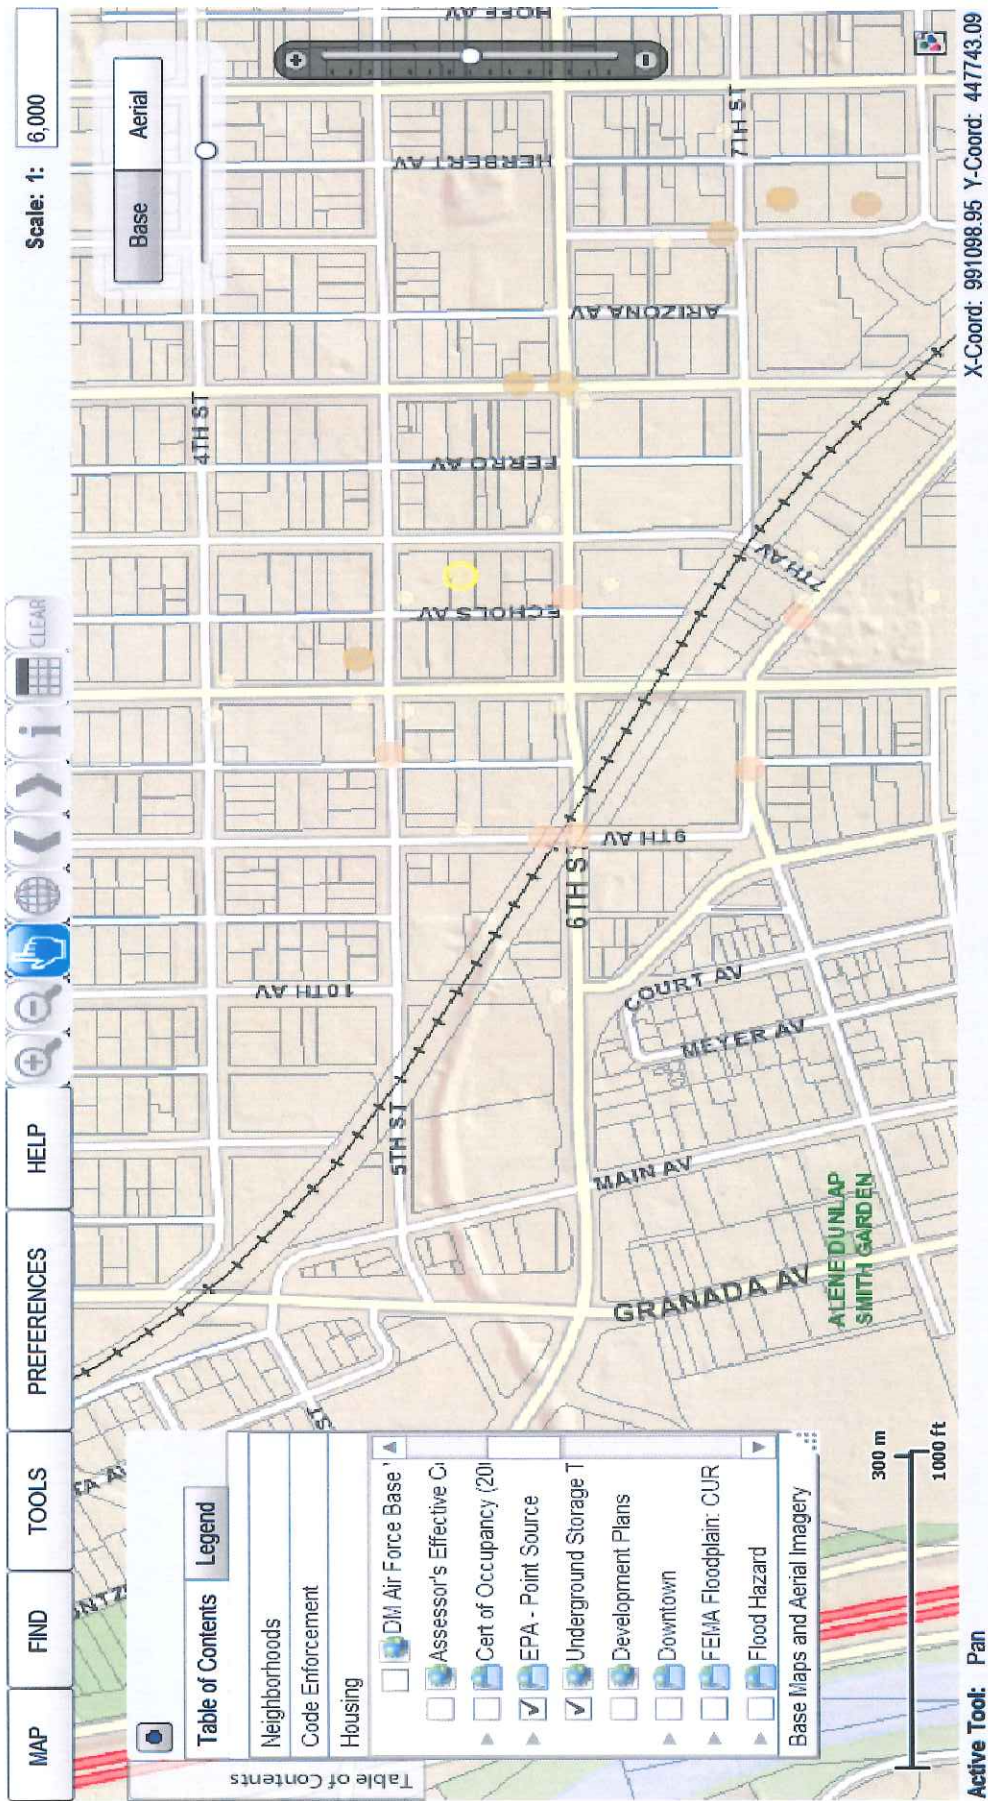 MAP
FIND
TOOLS
PREFERENCES
HELP
i
CLEAR
Scale: 1: 6,000
Base
Aerial
Table of Contents
Table of Contents
Legend
Neighborhoods
Code Enforcement
Housing
DM Air Force Base
Assessor's Effective
Cert of Occupancy (20
EPA - Point Source
Underground Storage T
Development Plans
Downtown
FEMA Floodplain: CUR
Flood Hazard
Base Maps and Aerial Imagery
4TH ST
5TH ST
6TH ST
7TH ST
ST
10TH AV
9TH AV
7TH AV
ECHOLS AV
FERRO AV
ARIZONA AV
HERBERT AV
HOFF AV
COURT AV
MEYER AV
MAIN AV
GRANADA AV
ALENE DUNLAP
SMITH GARDEN
300 m
1000 ft
Active Tool: Pan
X-Coord: 991098.95 Y-Coord: 447743.09